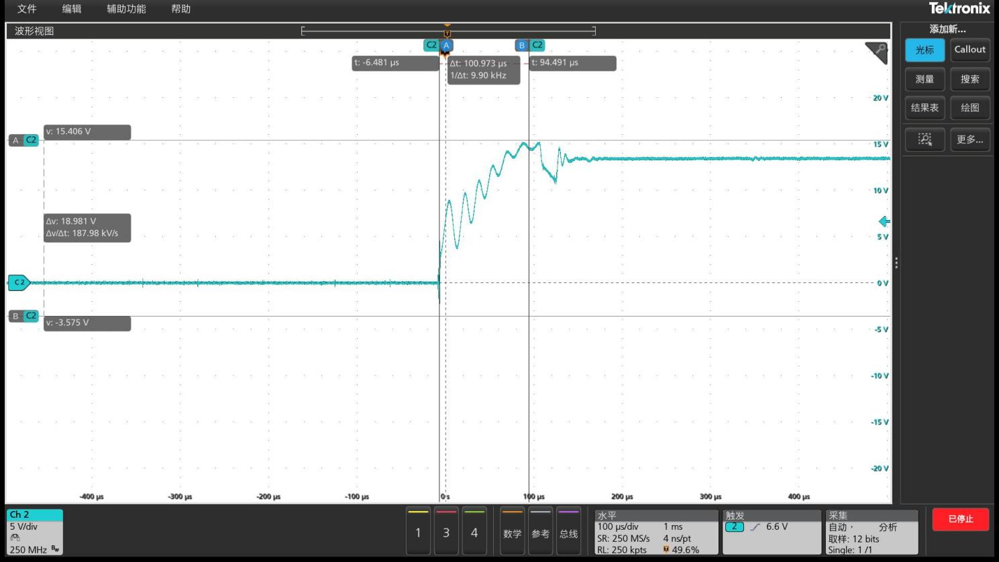 文件 编辑 辅助功能 帮助
Tektronix
波形视图
添加新...
光标 Callout
测量 搜索
结果表 绘图
更多...
C2 A B C2
t: -6.481 μs
Δt: 100.973 μs
1/Δt: 9.90 kHz
t: 94.491 μs
20 V
v: 15.406 V
A C2
15 V
10 V
Δv: 18.981 V
Δv/Δt: 187.98 kV/s
5 V
C 2
0 V
B C2
v: -3.575 V
-5 V
-10 V
-15 V
-20 V
-400 μs -300 μs -200 μs -100 μs 0 s 100 μs 200 μs 300 μs 400 μs
Ch 2
5 V/div
250 MHz Bw
1 3 4 数学 参考 总线
水平
100 μs/div 1 ms
SR: 250 MS/s 4 ns/pt
RL: 250 kpts 49.6%
触发
2 6.6 V
采集
自动, 分析
取样: 12 bits
Single: 1 /1
已停止